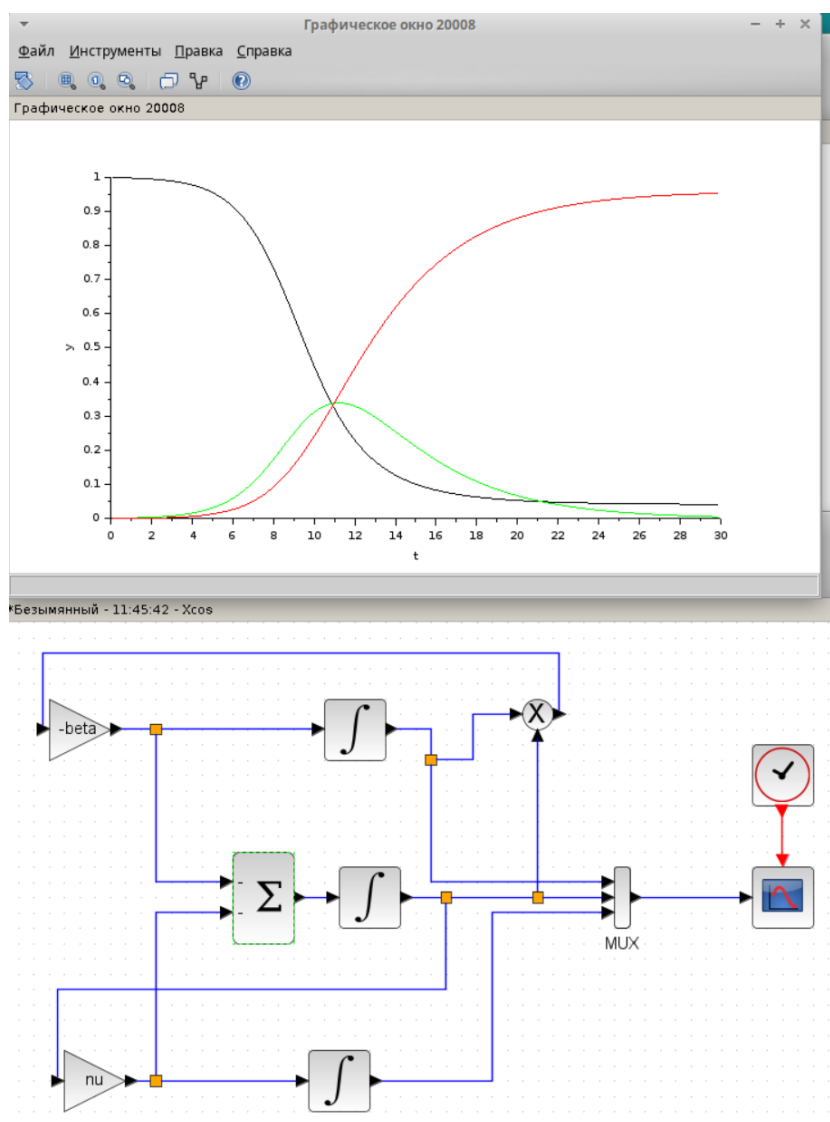 Графическое окно 20008
Файл Инструменты Правка Справка
Графическое окно 20008
1
0.9
0.8
0.7
0.6
0.5
0.4
0.3
0.2
0.1
0
y
0 2 4 6 8 10 12 14 16 18 20 22 24 26 28 30
t
*Безымянный - 11:45:42 - Xcos
-beta
∫
X
-
-
Σ
∫
MUX
nu
∫